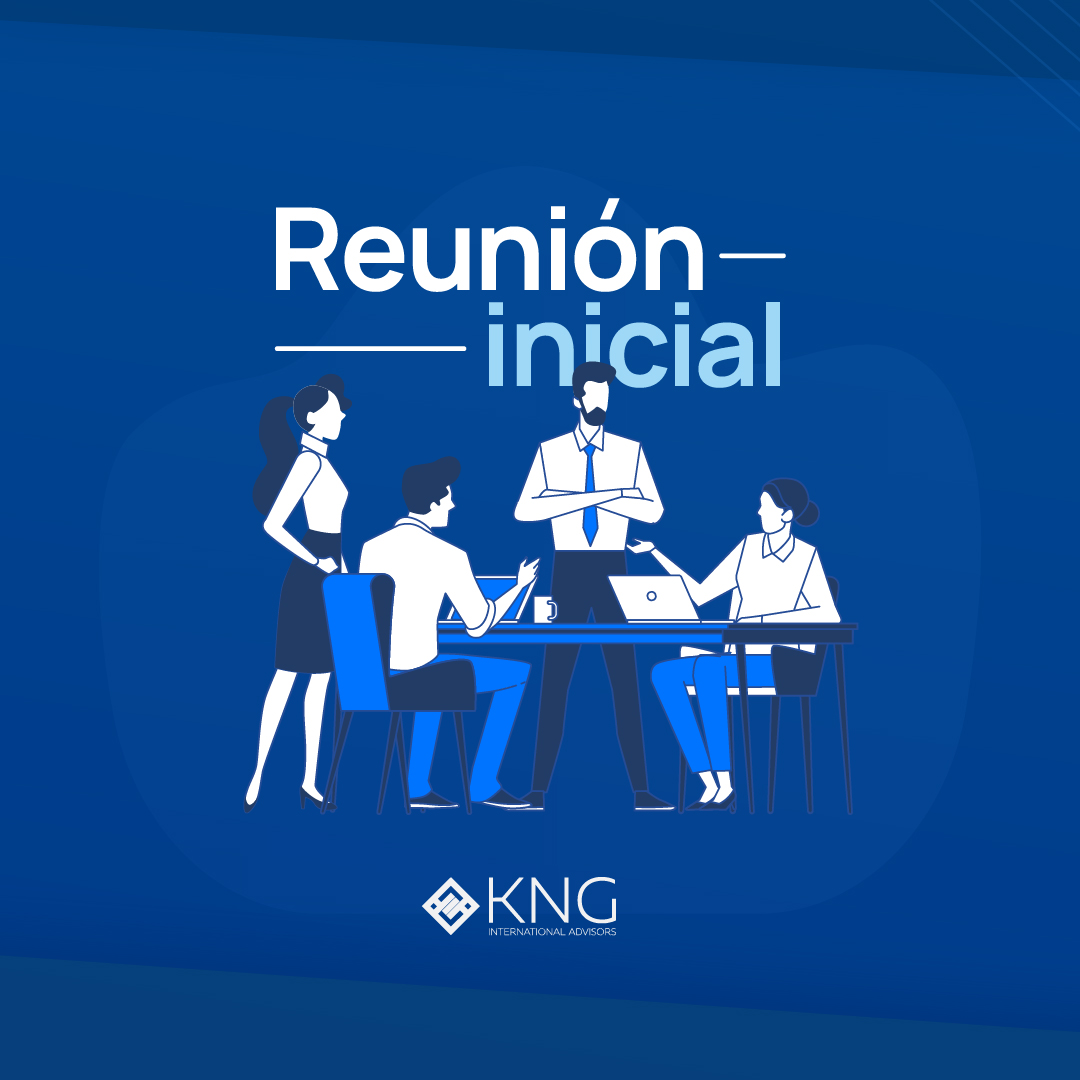 Reunión
inicial
KNG
INTERNATIONAL ADVISORS